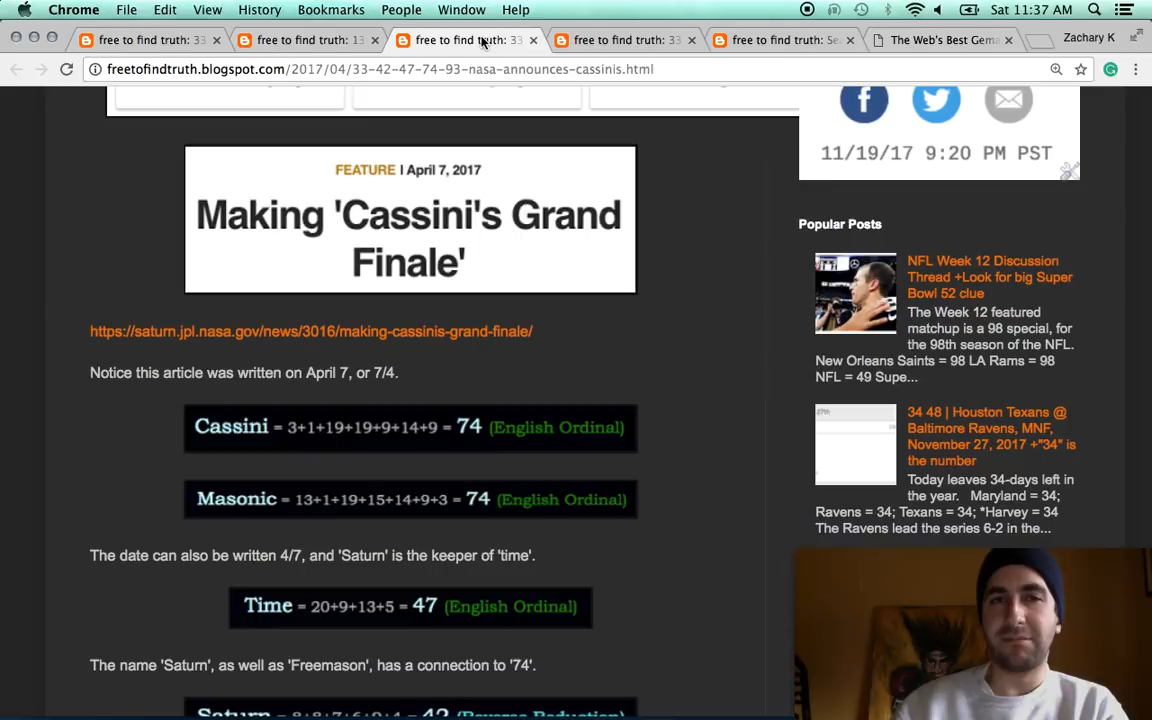 Chrome File Edit View History Bookmarks People Window Help Sat 11:37 AM
free to find truth: 33 free to find truth: 13 free to find truth: 33 free to find truth: 33 free to find truth: Se The Web's Best Gema Zachary K
freetofindtruth.blogspot.com/2017/04/33-42-47-74-93-nasa-announces-cassinis.html
11/19/17 9:20 PM PST
FEATURE | April 7, 2017
Making 'Cassini's Grand
Finale'
https://saturn.jpl.nasa.gov/news/3016/making-cassinis-grand-finale/
Notice this article was written on April 7, or 7/4.
Cassini = 3+1+19+19+9+14+9 = 74 (English Ordinal)
Masonic = 13+1+19+15+14+9+3 = 74 (English Ordinal)
The date can also be written 4/7, and 'Saturn' is the keeper of 'time'.
Time = 20+9+13+5 = 47 (English Ordinal)
The name 'Saturn', as well as 'Freemason', has a connection to '74'.
Saturn = 8+8+7+6+9+4 = 42 (Reverse Reduction)
Popular Posts
NFL Week 12 Discussion
Thread +Look for big Super
Bowl 52 clue
The Week 12 featured
matchup is a 98 special, for
the 98th season of the NFL.
New Orleans Saints = 98 LA Rams = 98
NFL = 49 Supe...
34 48 | Houston Texans @
Baltimore Ravens, MNF,
November 27, 2017 +"34" is
the number
Today leaves 34-days left in
the year. Maryland = 34;
Ravens = 34; Texans = 34; *Harvey = 34
The Ravens lead the series 6-2 in the...